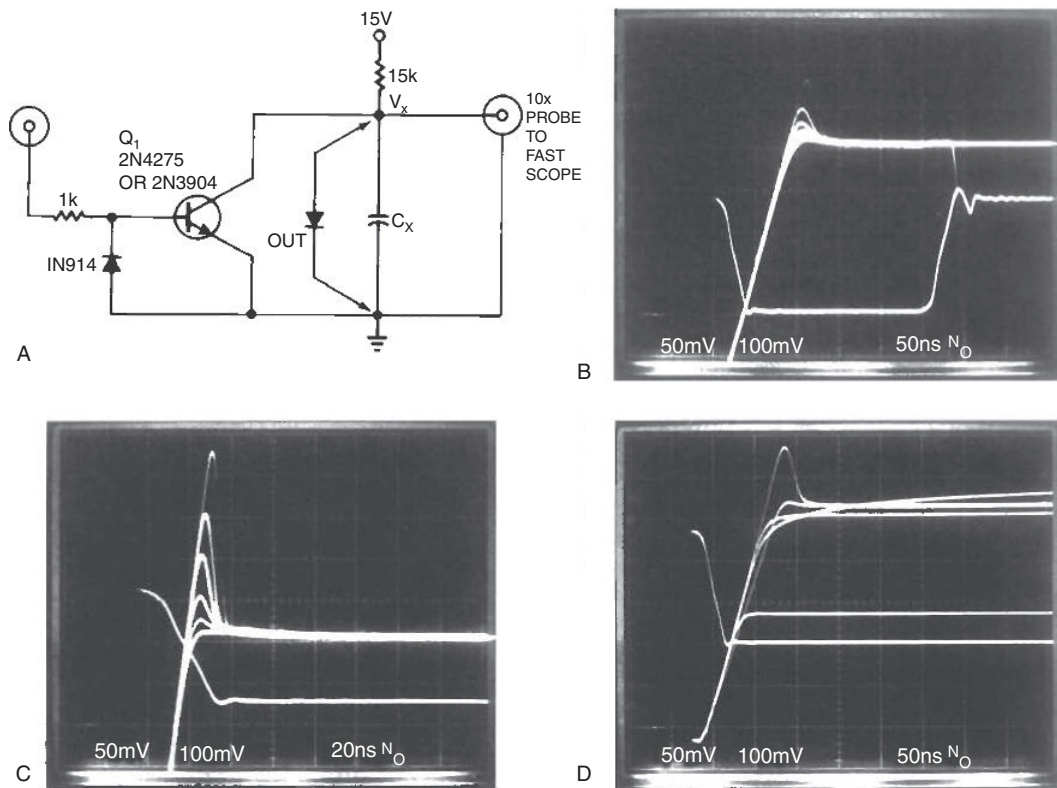 15V
15k
Vx
10x
PROBE
TO
FAST
SCOPE
Q1
2N4275
OR 2N3904
1k
IN914
OUT
Cx
A
50mV 100mV 50ns NO
B
50mV 100mV 20ns NO
C
50mV 100mV 50ns NO
D